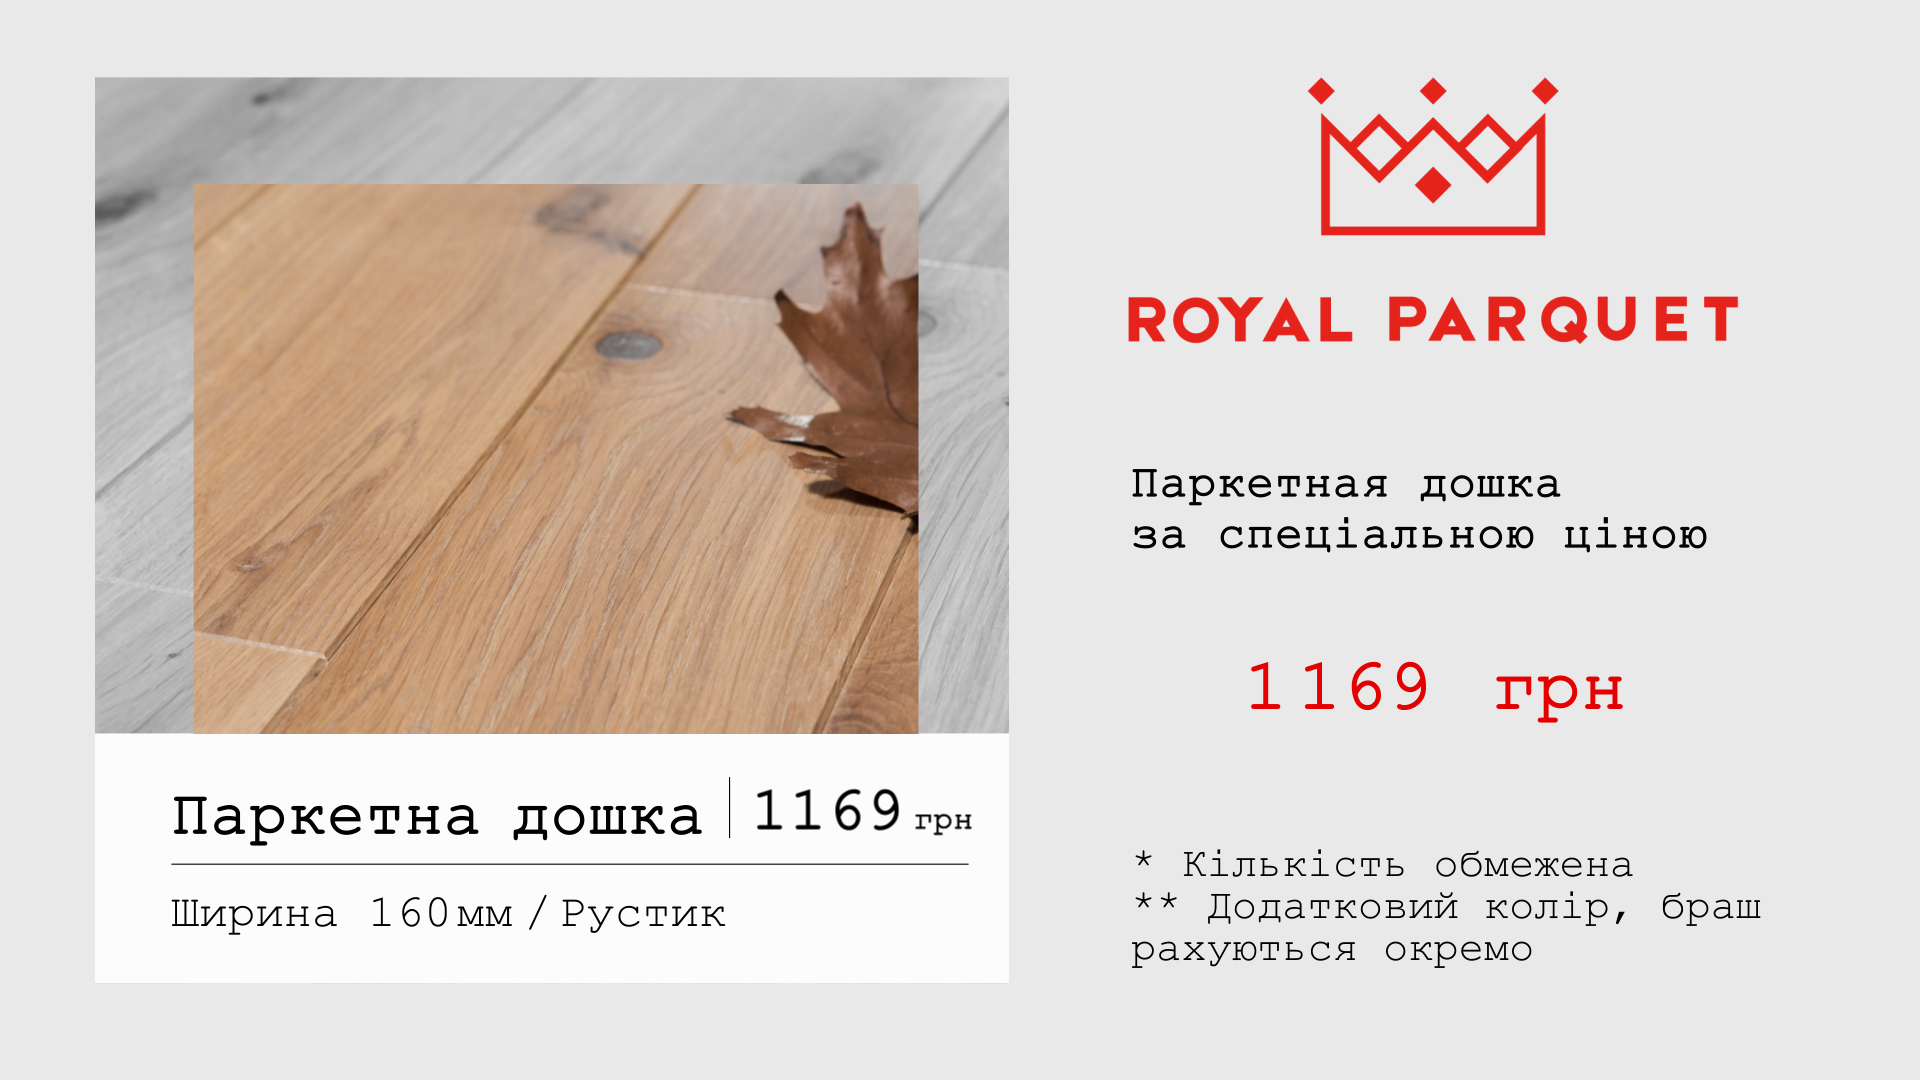 Паркетна дошка | 1169 грн
Ширина 160мм / Рустик
ROYAL PARQUET
Паркетная дошка
за спеціальною ціною
1169 грн
* Кількість обмежена
** Додатковий колір, браш
рахуються окремо